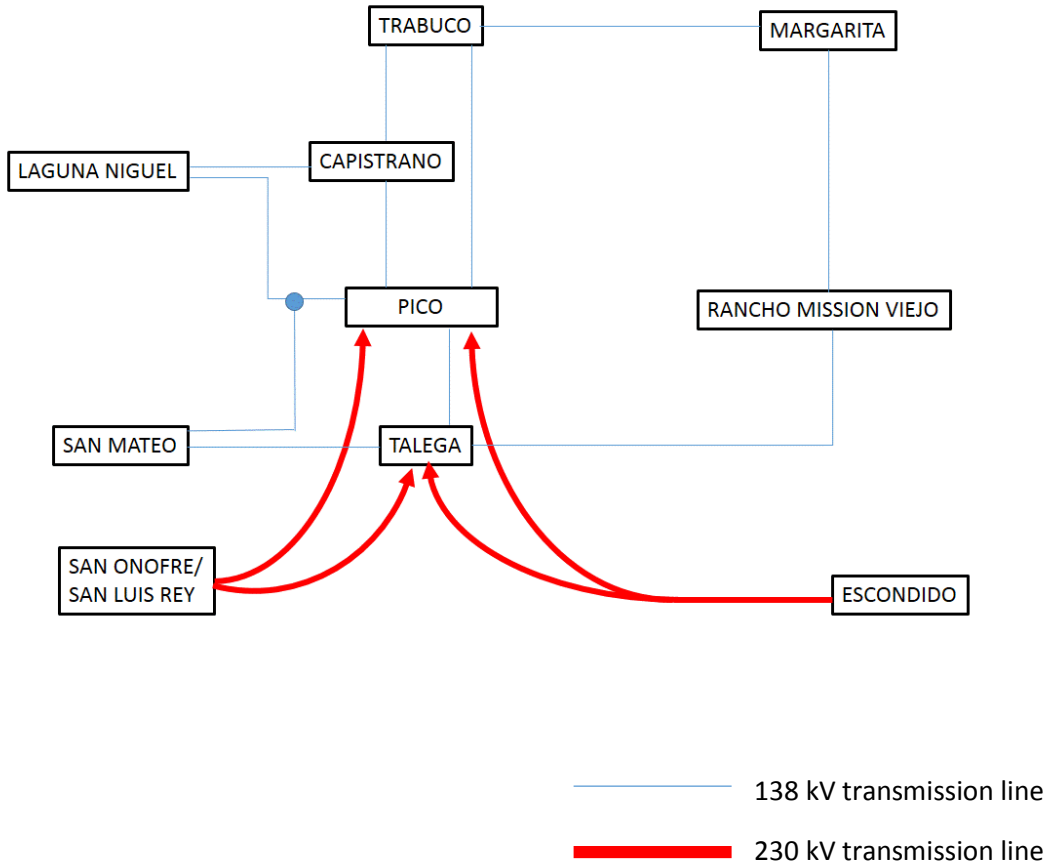 TRABUCO
MARGARITA
CAPISTRANO
LAGUNA NIGUEL
PICO
RANCHO MISSION VIEJO
SAN MATEO
TALEGA
SAN ONOFRE/
SAN LUIS REY
ESCONDIDO
138 kV transmission line
230 kV transmission line